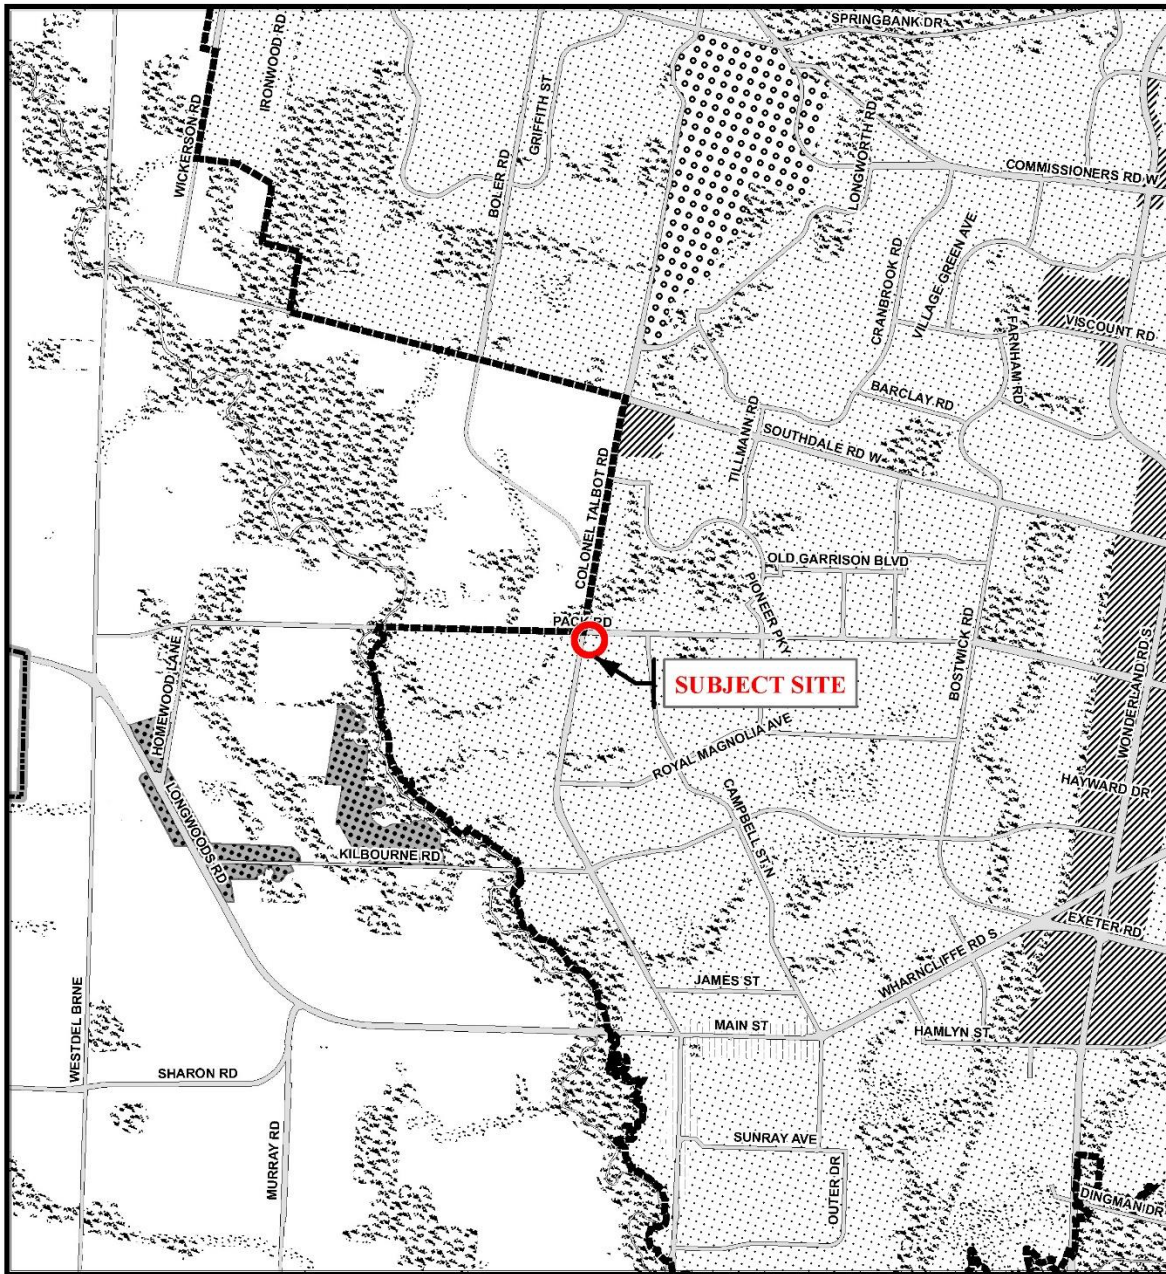 SPRINGBANK DR
IRONWOOD RD
WICKERSON RD
GRIFFITH ST
BOLER RD
LONGWORTH RD
COMMISSIONERS RD W
CRANBROOK RD
VILLAGE GREEN AVE
VISCOUNT RD
FARNHAM RD
BARCLAY RD
TILLMANN RD
SOUTHDALE RD W
COLONEL TALBOT RD
OLD GARRISON BLVD
PIONEER PKY
PACK RD
BOSTWICK RD
WONDERLAND RD S
HOMEWOOD LANE
SUBJECT SITE
ROYAL MAGNOLIA AVE
HAYWARD DR
CAMPBELL ST N
LONGWOODS RD
KILBOURNE RD
EXETER RD
WHARNCLIFFE RD S
JAMES ST
MAIN ST
HAMLYN ST
WESTDEL BRNE
SHARON RD
MURRAY RD
SUNRAY AVE
OUTER DR
DINGMAN DR